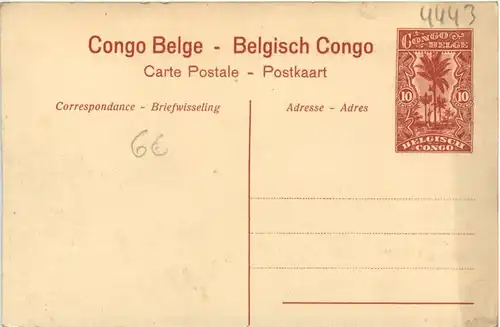 4443
Congo Belge - Belgisch Congo
Carte Postale - Postkaart
Correspondance - Briefwisseling
Adresse - Adres
6€
CONGO
BELGE
10 10
BELGISCH
CONGO